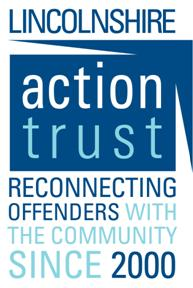 LINCOLNSHIRE
action
trust
RECONNECTING
OFFENDERS WITH
THE COMMUNITY
SINCE 2000